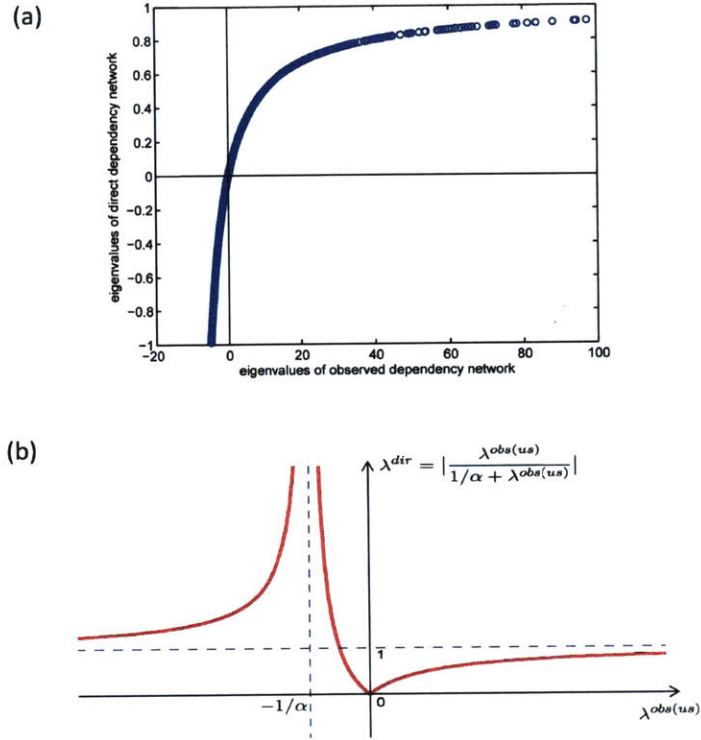 (a)
1
0.8
0.6
0.4
0.2
0
−0.2
−0.4
−0.6
−0.8
−1
−20 0 20 40 60 80 100
eigenvalues of direct dependency network
eigenvalues of observed dependency network
(b)
λ^{dir} = |\frac{λ^{obs(us)}}{1/α + λ^{obs(us)}}|
1
−1/α
0
λ^{obs(us)}